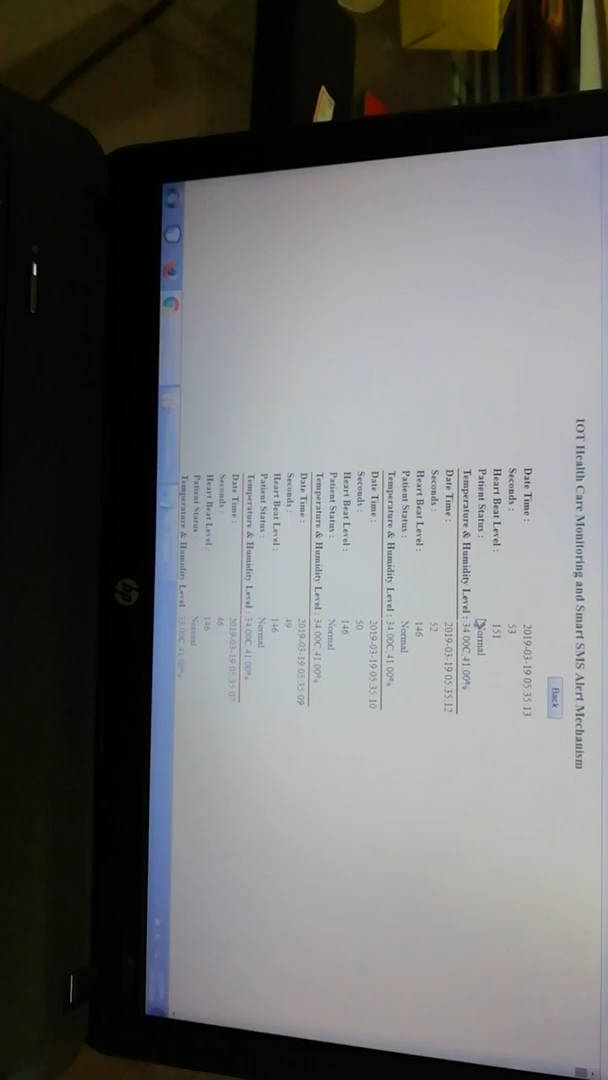 IOT Health Care Monitoring and Smart SMS Alert Mechanism
Back
Date Time : 2019-03-19 05:35:13
Seconds : 53
Heart Beat Level : 151
Patient Status : Normal
Temperature & Humidity Level : 34.00C,41.00%
Date Time : 2019-03-19 05:35:12
Seconds : 52
Heart Beat Level : 146
Patient Status : Normal
Temperature & Humidity Level : 34.00C,41.00%
Date Time : 2019-03-19 05:35:10
Seconds : 50
Heart Beat Level : 146
Patient Status : Normal
Temperature & Humidity Level : 34.00C,41.00%
Date Time : 2019-03-19 05:35:09
Seconds : 49
Heart Beat Level : 146
Patient Status : Normal
Temperature & Humidity Level : 34.00C,41.00%
Date Time : 2019-03-19 05:35:07
Seconds : 46
Heart Beat Level : 146
Patient Status : Normal
Temperature & Humidity Level :
hp